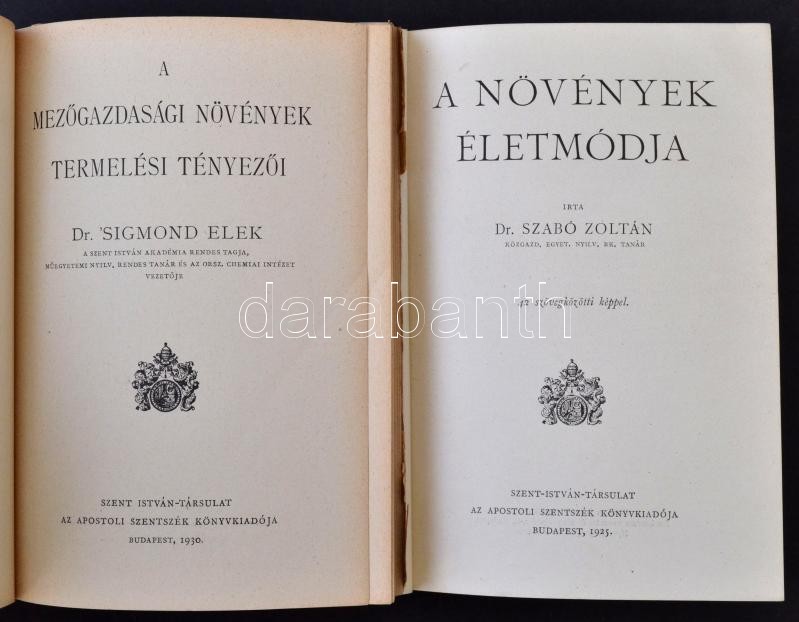 A
MEZŐGAZDASÁGI NÖVÉNYEK
TERMELÉSI TÉNYEZŐI
Dr. 'SIGMOND ELEK
A SZENT ISTVÁN AKADÉMIA RENDES TAGJA,
MŰEGYETEMI NYILV. RENDES TANÁR ÉS AZ ORSZ. CHEMIAI INTÉZET
VEZETŐJE
SZENT ISTVÁN-TÁRSULAT
AZ APOSTOLI SZENTSZÉK KÖNYVKIADÓJA
BUDAPEST, 1930.
A NÖVÉNYEK
ÉLETMÓDJA
IRTA
Dr. SZABÓ ZOLTÁN
KÖZGAZD. EGYET. NYILV. RK. TANÁR
42 szövegközötti képpel.
SZENT-ISTVÁN-TÁRSULAT
AZ APOSTOLI SZENTSZÉK KÖNYVKIADÓJA
BUDAPEST, 1925.
darabanth